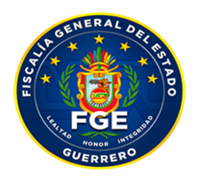 FISCALÍA GENERAL DEL ESTADO
FGE
LEALTAD HONOR INTEGRIDAD
GUERRERO